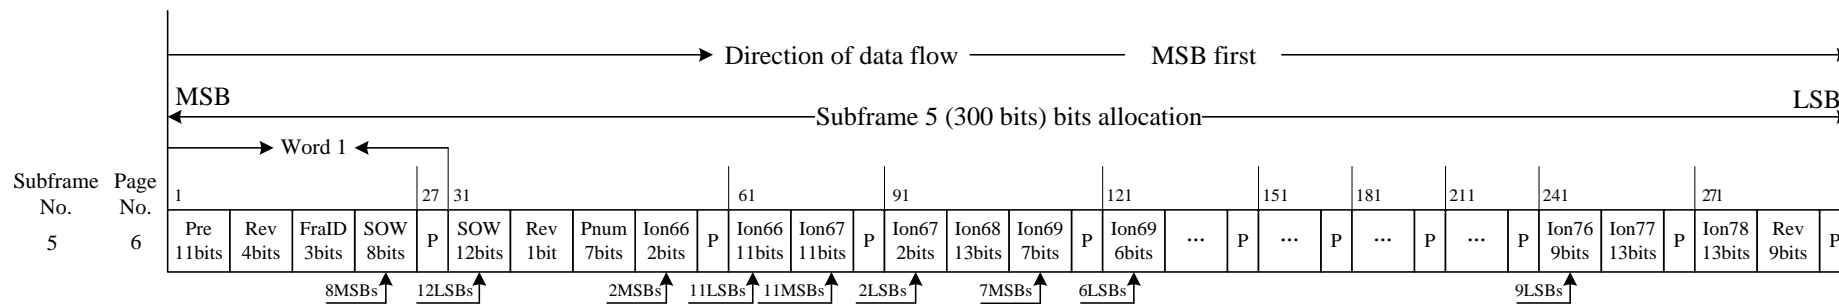 Direction of data flow MSB first
MSB LSB
Subframe 5 (300 bits) bits allocation
Word 1
Subframe No. Page No. 1 27 31 61 91 121 151 181 211 241 271
5 6 Pre 11bits Rev 4bits FraID 3bits SOW 8bits P SOW 12bits Rev 1bit Pnum 7bits Ion66 2bits P Ion66 11bits Ion67 11bits P Ion67 2bits Ion68 13bits Ion69 7bits P Ion69 6bits ... P ... P ... P ... P Ion76 9bits Ion77 13bits P Ion78 13bits Rev 9bits P
8MSBs 12LSBs 2MSBs 11LSBs 11MSBs 2LSBs 7MSBs 6LSBs 9LSBs